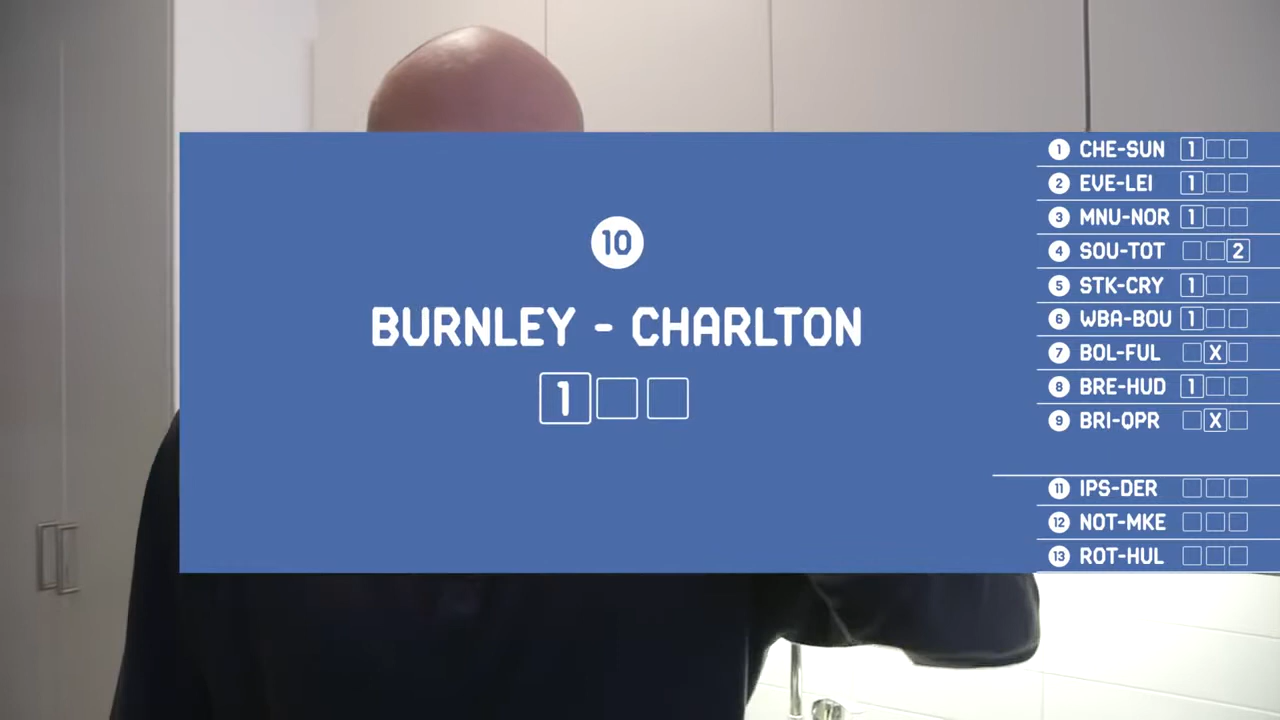 10
BURNLEY - CHARLTON
1
1 CHE-SUN 1
2 EVE-LEI 1
3 MNU-NOR 1
4 SOU-TOT 2
5 STK-CRY 1
6 WBA-BOU 1
7 BOL-FUL X
8 BRE-HUD 1
9 BRI-QPR X
11 IPS-DER
12 NOT-MKE
13 ROT-HUL